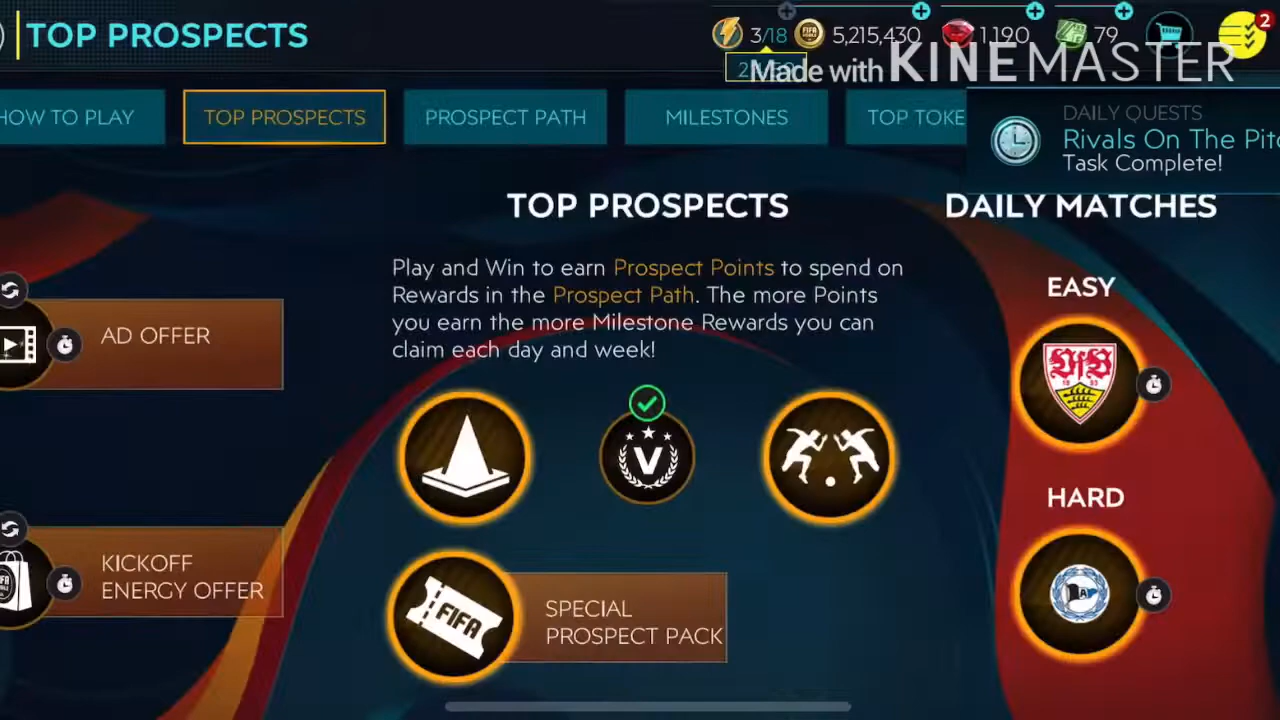 TOP PROSPECTS
3/18
5,215,430
1,190
79
2
Made with KINEMASTER
HOW TO PLAY
TOP PROSPECTS
PROSPECT PATH
MILESTONES
TOP TOKE
DAILY QUESTS
Rivals On The Pit
Task Complete!
TOP PROSPECTS
DAILY MATCHES
Play and Win to earn Prospect Points to spend on
Rewards in the Prospect Path. The more Points
you earn the more Milestone Rewards you can
claim each day and week!
EASY
HARD
AD OFFER
KICKOFF
ENERGY OFFER
V
FIFA
SPECIAL
PROSPECT PACK
VfB
1893
A